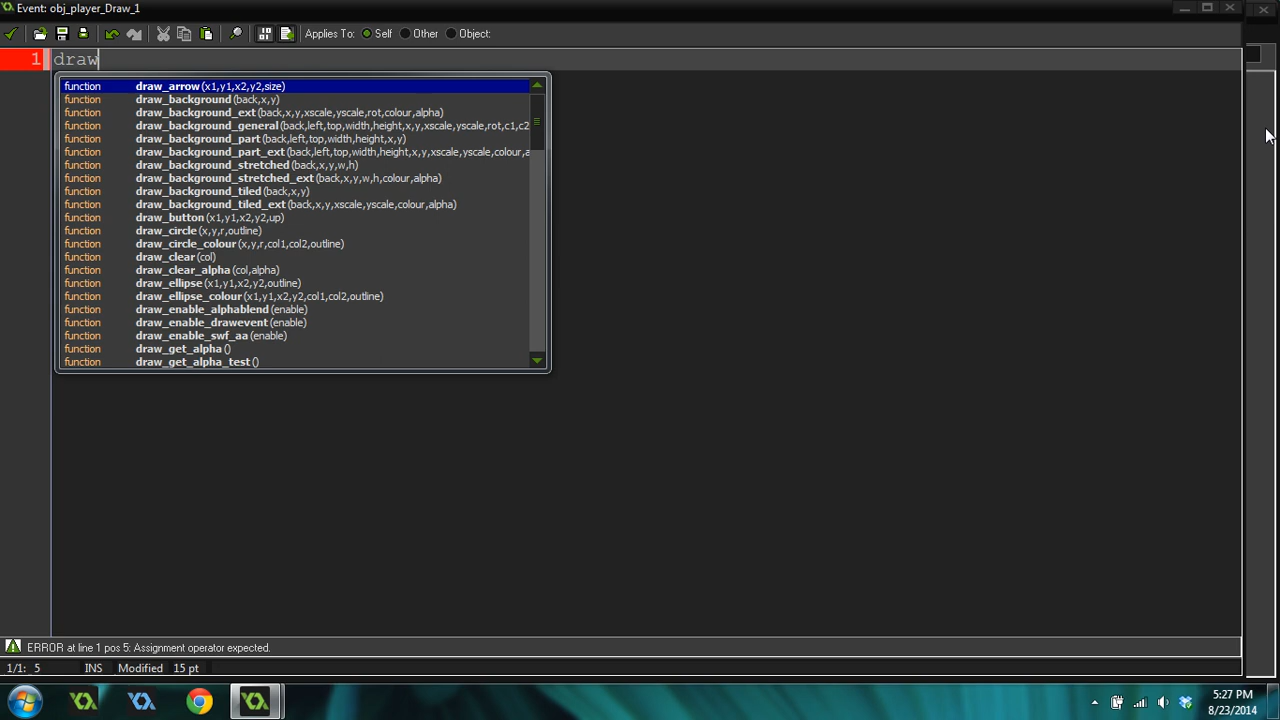 Event: obj_player_Draw_1
Applies To: Self Other Object:
1 draw
function draw_arrow(x1,y1,x2,y2,size)
function draw_background(back,x,y)
function draw_background_ext(back,x,y,xscale,yscale,rot,colour,alpha)
function draw_background_general(back,left,top,width,height,x,y,xscale,yscale,rot,c1,c2
function draw_background_part(back,left,top,width,height,x,y)
function draw_background_part_ext(back,left,top,width,height,x,y,xscale,yscale,colour,a
function draw_background_stretched(back,x,y,w,h)
function draw_background_stretched_ext(back,x,y,w,h,colour,alpha)
function draw_background_tiled(back,x,y)
function draw_background_tiled_ext(back,x,y,xscale,yscale,colour,alpha)
function draw_button(x1,y1,x2,y2,up)
function draw_circle(x,y,r,outline)
function draw_circle_colour(x,y,r,col1,col2,outline)
function draw_clear(col)
function draw_clear_alpha(col,alpha)
function draw_ellipse(x1,y1,x2,y2,outline)
function draw_ellipse_colour(x1,y1,x2,y2,col1,col2,outline)
function draw_enable_alphablend(enable)
function draw_enable_drawevent(enable)
function draw_enable_swf_aa(enable)
function draw_get_alpha()
function draw_get_alpha_test()
ERROR at line 1 pos 5: Assignment operator expected.
1/1: 5 INS Modified 15 pt
5:27 PM
8/23/2014